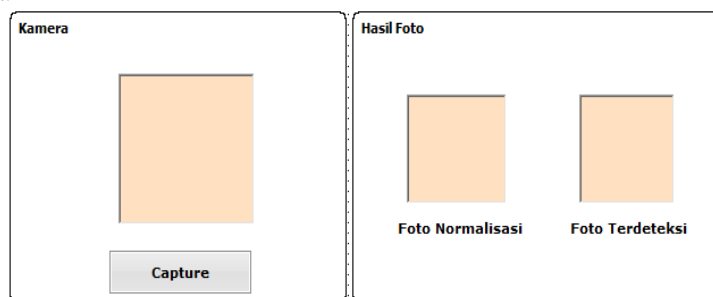 Kamera
Capture
Hasil Foto
Foto Normalisasi
Foto Terdeteksi